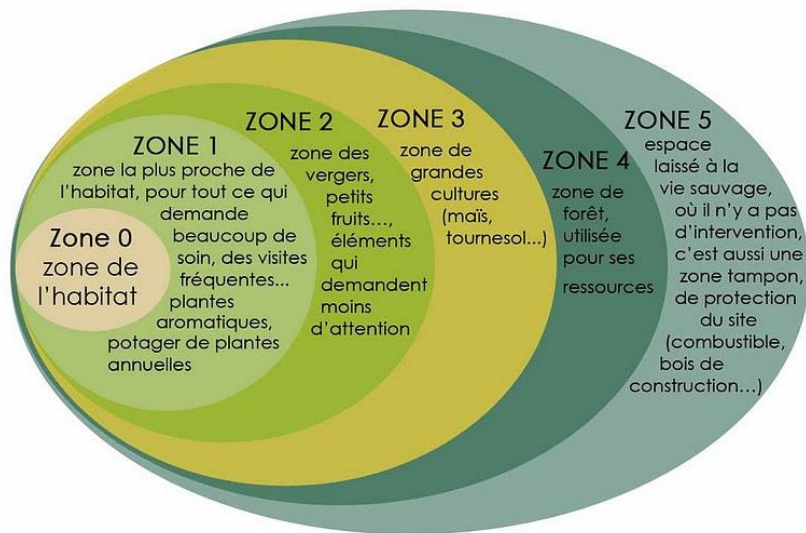 Zone 0
zone de
l'habitat
ZONE 1
zone la plus proche de
l'habitat, pour tout ce qui
demande
beaucoup de
soin, des visites
fréquentes...
plantes
aromatiques,
potager de plantes
annuelles
ZONE 2
zone des
vergers,
petits
fruits...,
éléments
qui
demandent
moins
d'attention
ZONE 3
zone de
grandes
cultures
(maïs,
tournesol...)
ZONE 4
zone de
forêt,
utilisée
pour ses
ressources
ZONE 5
espace
laissé à la
vie sauvage,
où il n'y a pas
d'intervention,
c'est aussi une
zone tampon,
de protection
du site
(combustible,
bois de
construction...)